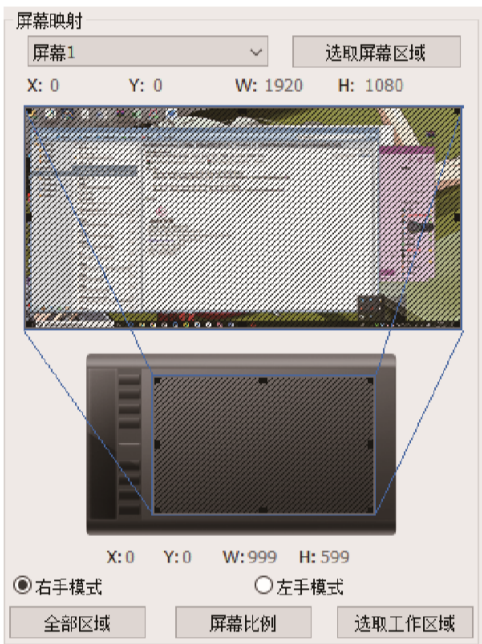 屏幕映射
屏幕1 选取屏幕区域
X: 0 Y: 0 W: 1920 H: 1080
X: 0 Y: 0 W: 999 H: 599
右手模式 左手模式
全部区域 屏幕比例 选取工作区域